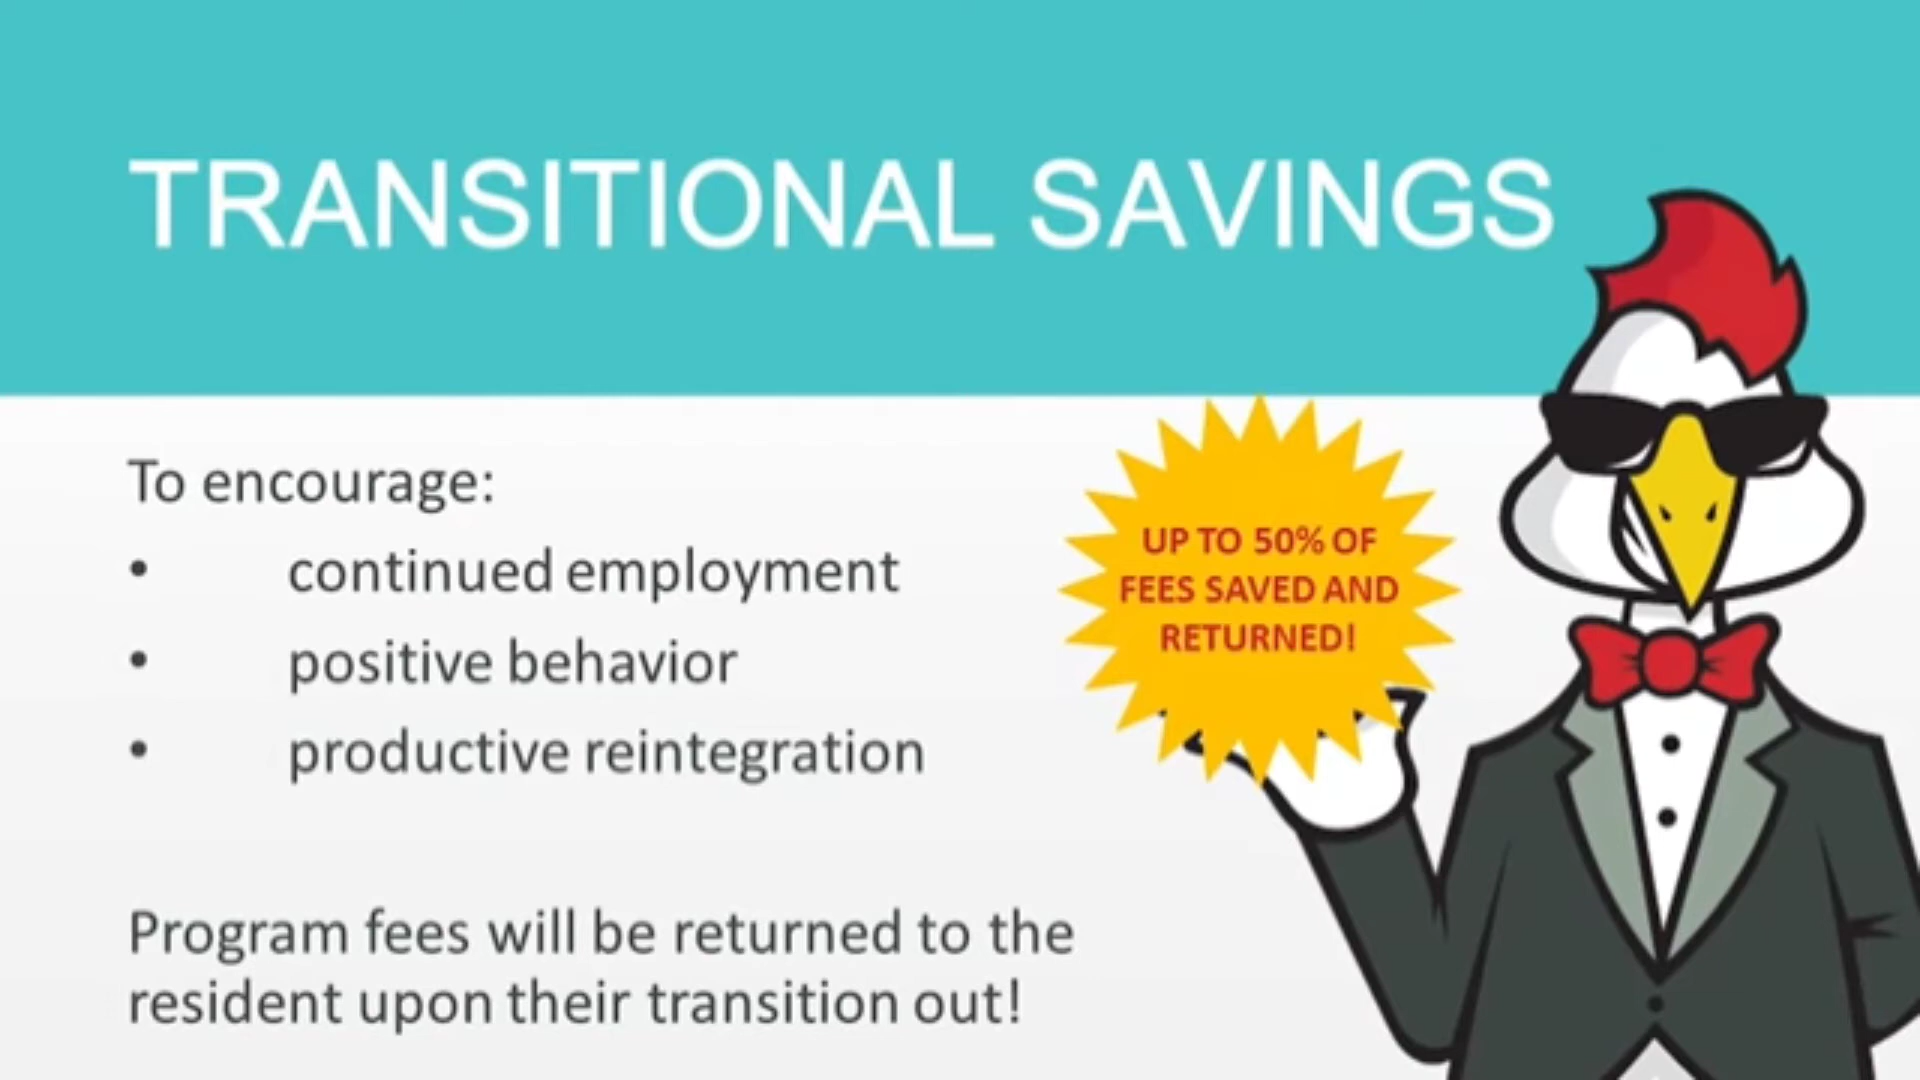 TRANSITIONAL SAVINGS
To encourage:
• continued employment
• positive behavior
• productive reintegration
UP TO 50% OF
FEES SAVED AND
RETURNED!
Program fees will be returned to the
resident upon their transition out!